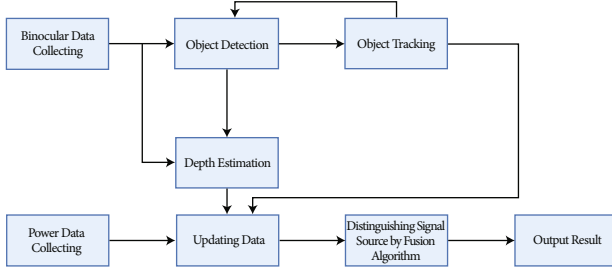 Binocular Data
Collecting
Object Detection
Object Tracking
Depth Estimation
Power Data
Collecting
Updating Data
Distinguishing Signal
Source by Fusion
Algorithm
Output Result